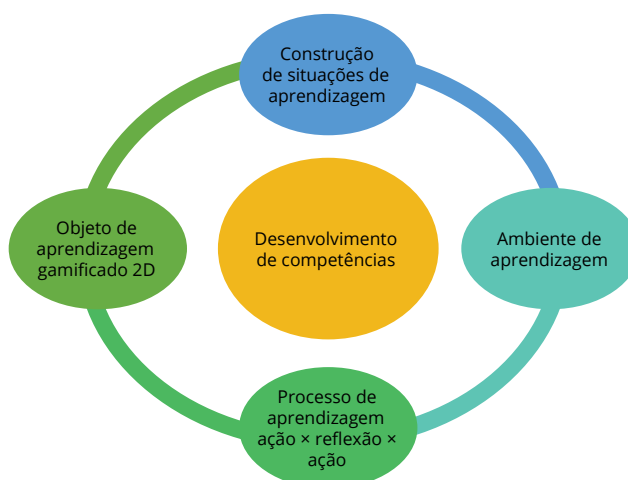 Construção
de situações de
aprendizagem
Objeto de
aprendizagem
gamificado 2D
Desenvolvimento
de competências
Ambiente de
aprendizagem
Processo de
aprendizagem
ação × reflexão ×
ação